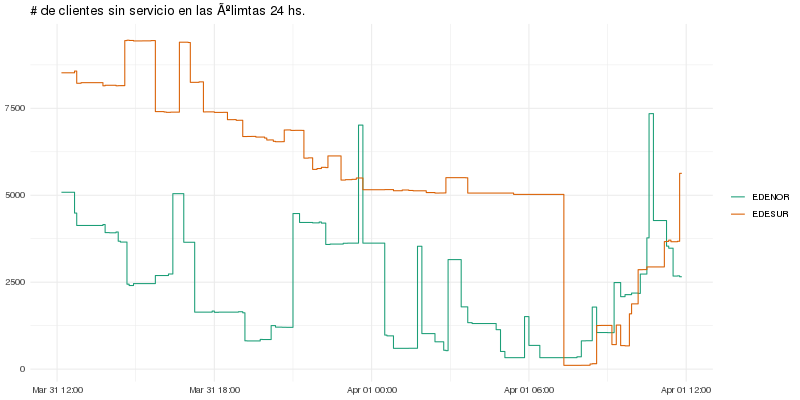 # de clientes sin servicio en las Ãºlimtas 24 hs.
7500
5000
2500
0
Mar 31 12:00
Mar 31 18:00
Apr 01 00:00
Apr 01 06:00
Apr 01 12:00
EDENOR
EDESUR